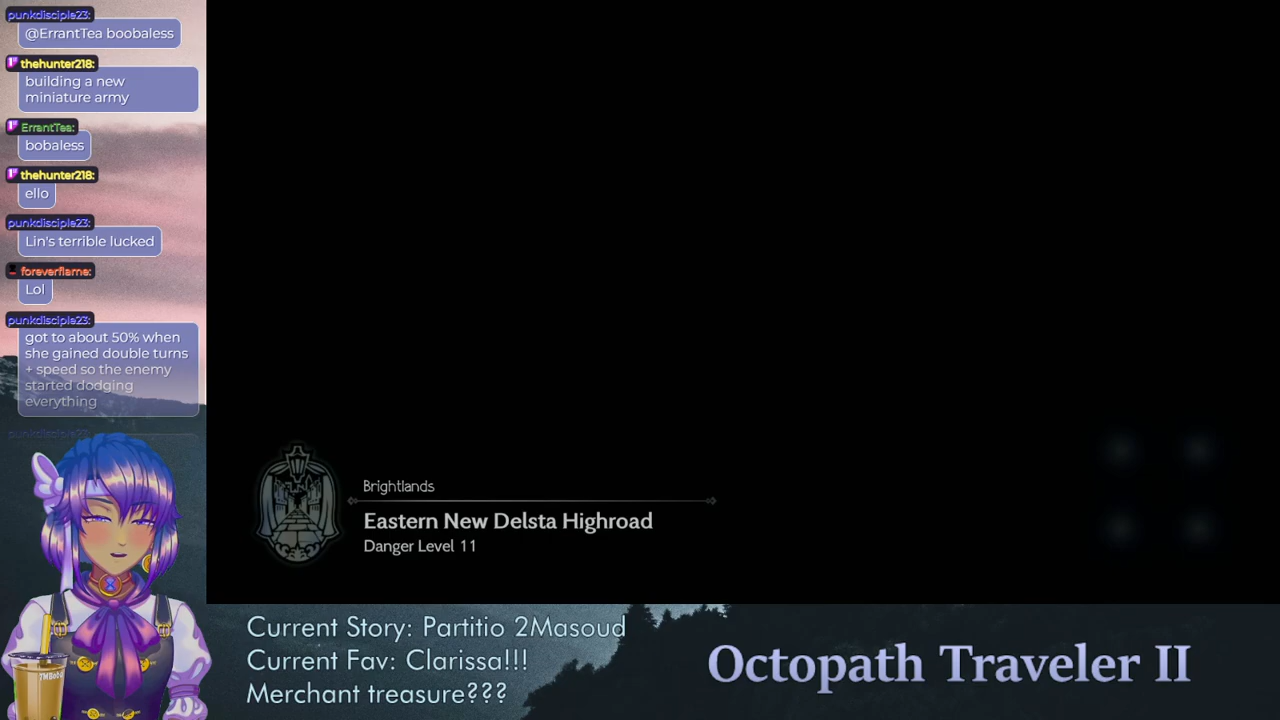 punkdisciple23:
@ErrantTea boobaless
thehunter218:
building a new
miniature army
ErrantTea:
bobaless
thehunter218:
ello
punkdisciple23:
Lin's terrible lucked
foreverflame:
Lol
punkdisciple23:
got to about 50% when
she gained double turns
+ speed so the enemy
started dodging
everything
punkdisciple23:
Brightlands
Eastern New Delsta Highroad
Danger Level 11
Current Story: Partitio 2Masoud
Current Fav: Clarissa!!!
Merchant treasure???
Octopath Traveler II